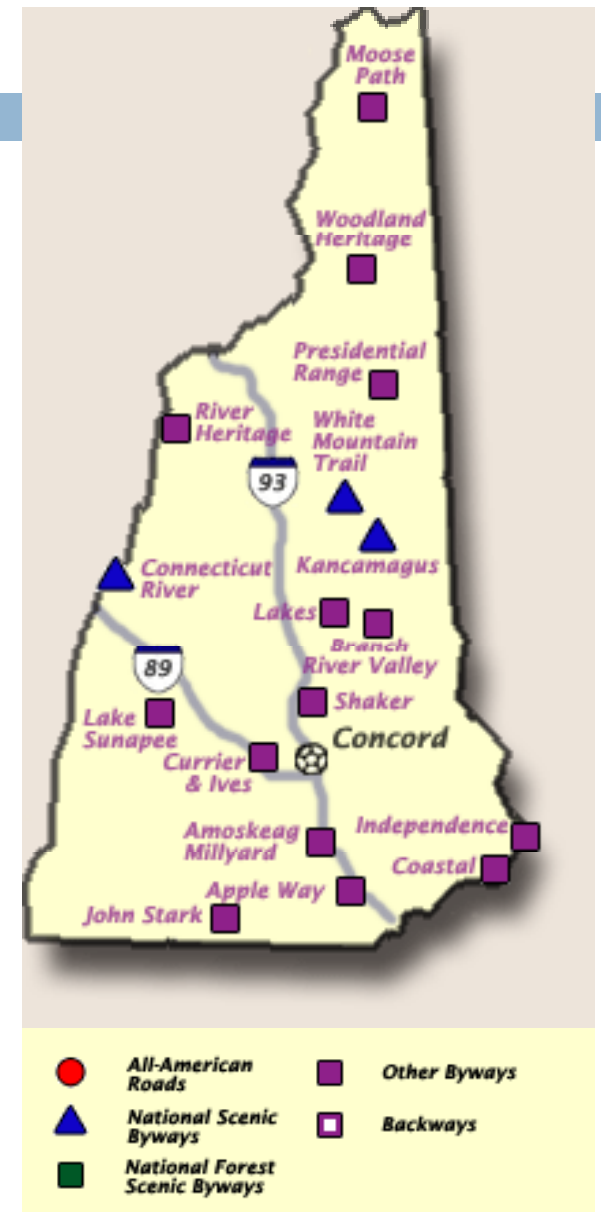 Moose
Path
Woodland
Heritage
Presidential
Range
River
Heritage
White
Mountain
Trail
93
Kancamagus
Connecticut
River
Lakes
Branch
River Valley
89
Shaker
Lake
Sunapee
Concord
Currier
& Ives
Independence
Amoskeag
Millyard
Coastal
Apple Way
John Stark
All-American
Roads
Other Byways
National Scenic
Byways
Backways
National Forest
Scenic Byways